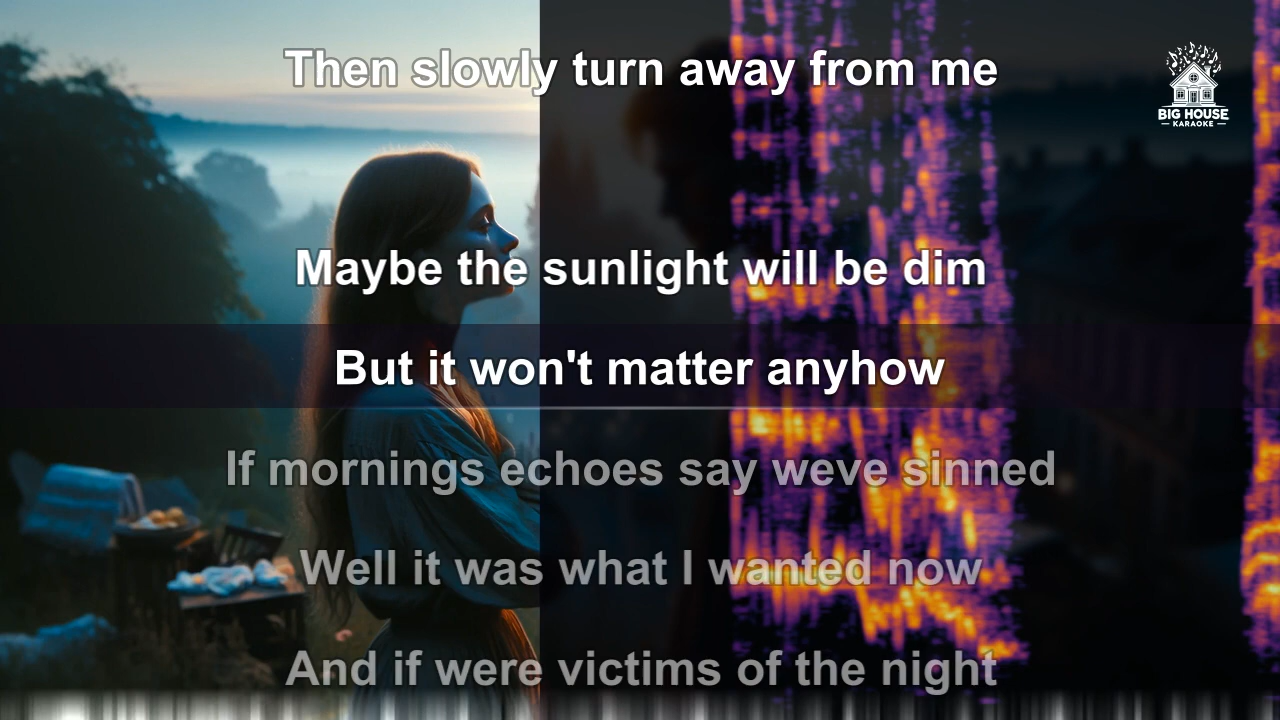 Then slowly turn away from me
BIG HOUSE
KARAOKE
Maybe the sunlight will be dim
But it won't matter anyhow
If mornings echoes say weve sinned
Well it was what I wanted now
And if were victims of the night